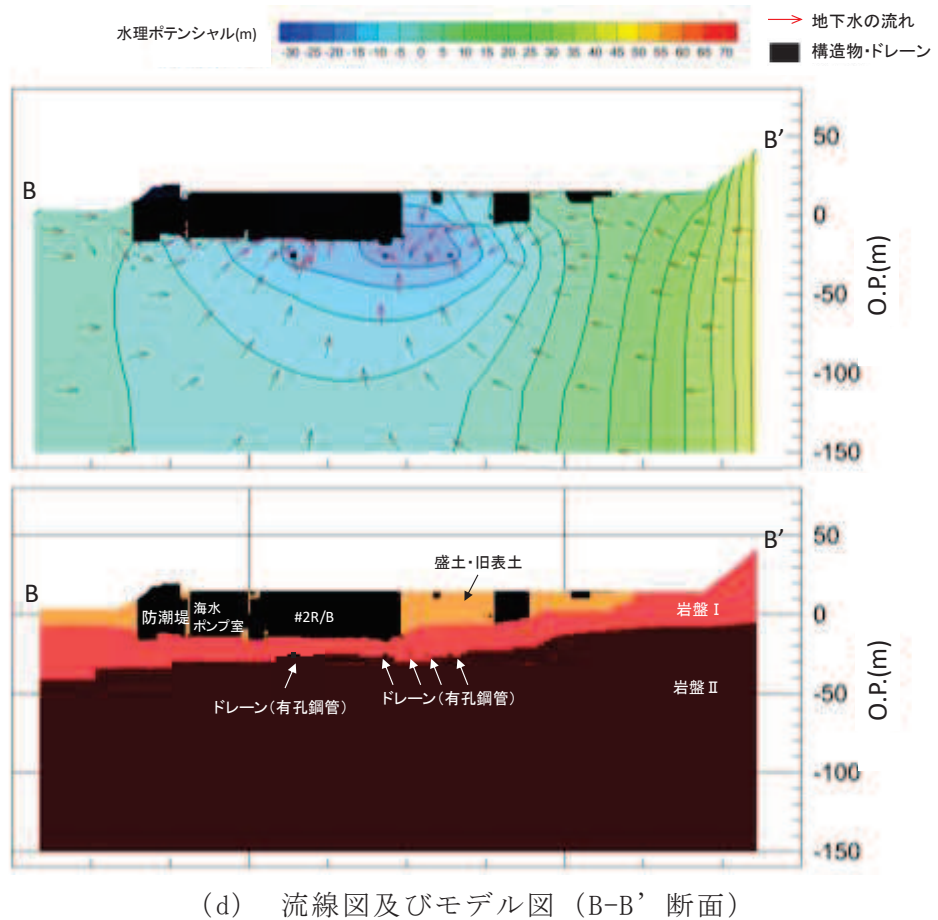 水理ポテンシャル(m)
-30 -25 -20 -15 -10 -5 0 5 10 15 20 25 30 35 40 45 50 55 60 65 70
地下水の流れ
構造物・ドレーン
B
B’
50
0
-50
-100
-150
O.P.(m)
B
B’
盛土・旧表土
防潮堤
海水
ポンプ室
#2R/B
岩盤Ⅰ
ドレーン(有孔鋼管)
ドレーン(有孔鋼管)
岩盤Ⅱ
50
0
-50
-100
-150
O.P.(m)
(d) 流線図及びモデル図 (B-B’ 断面)